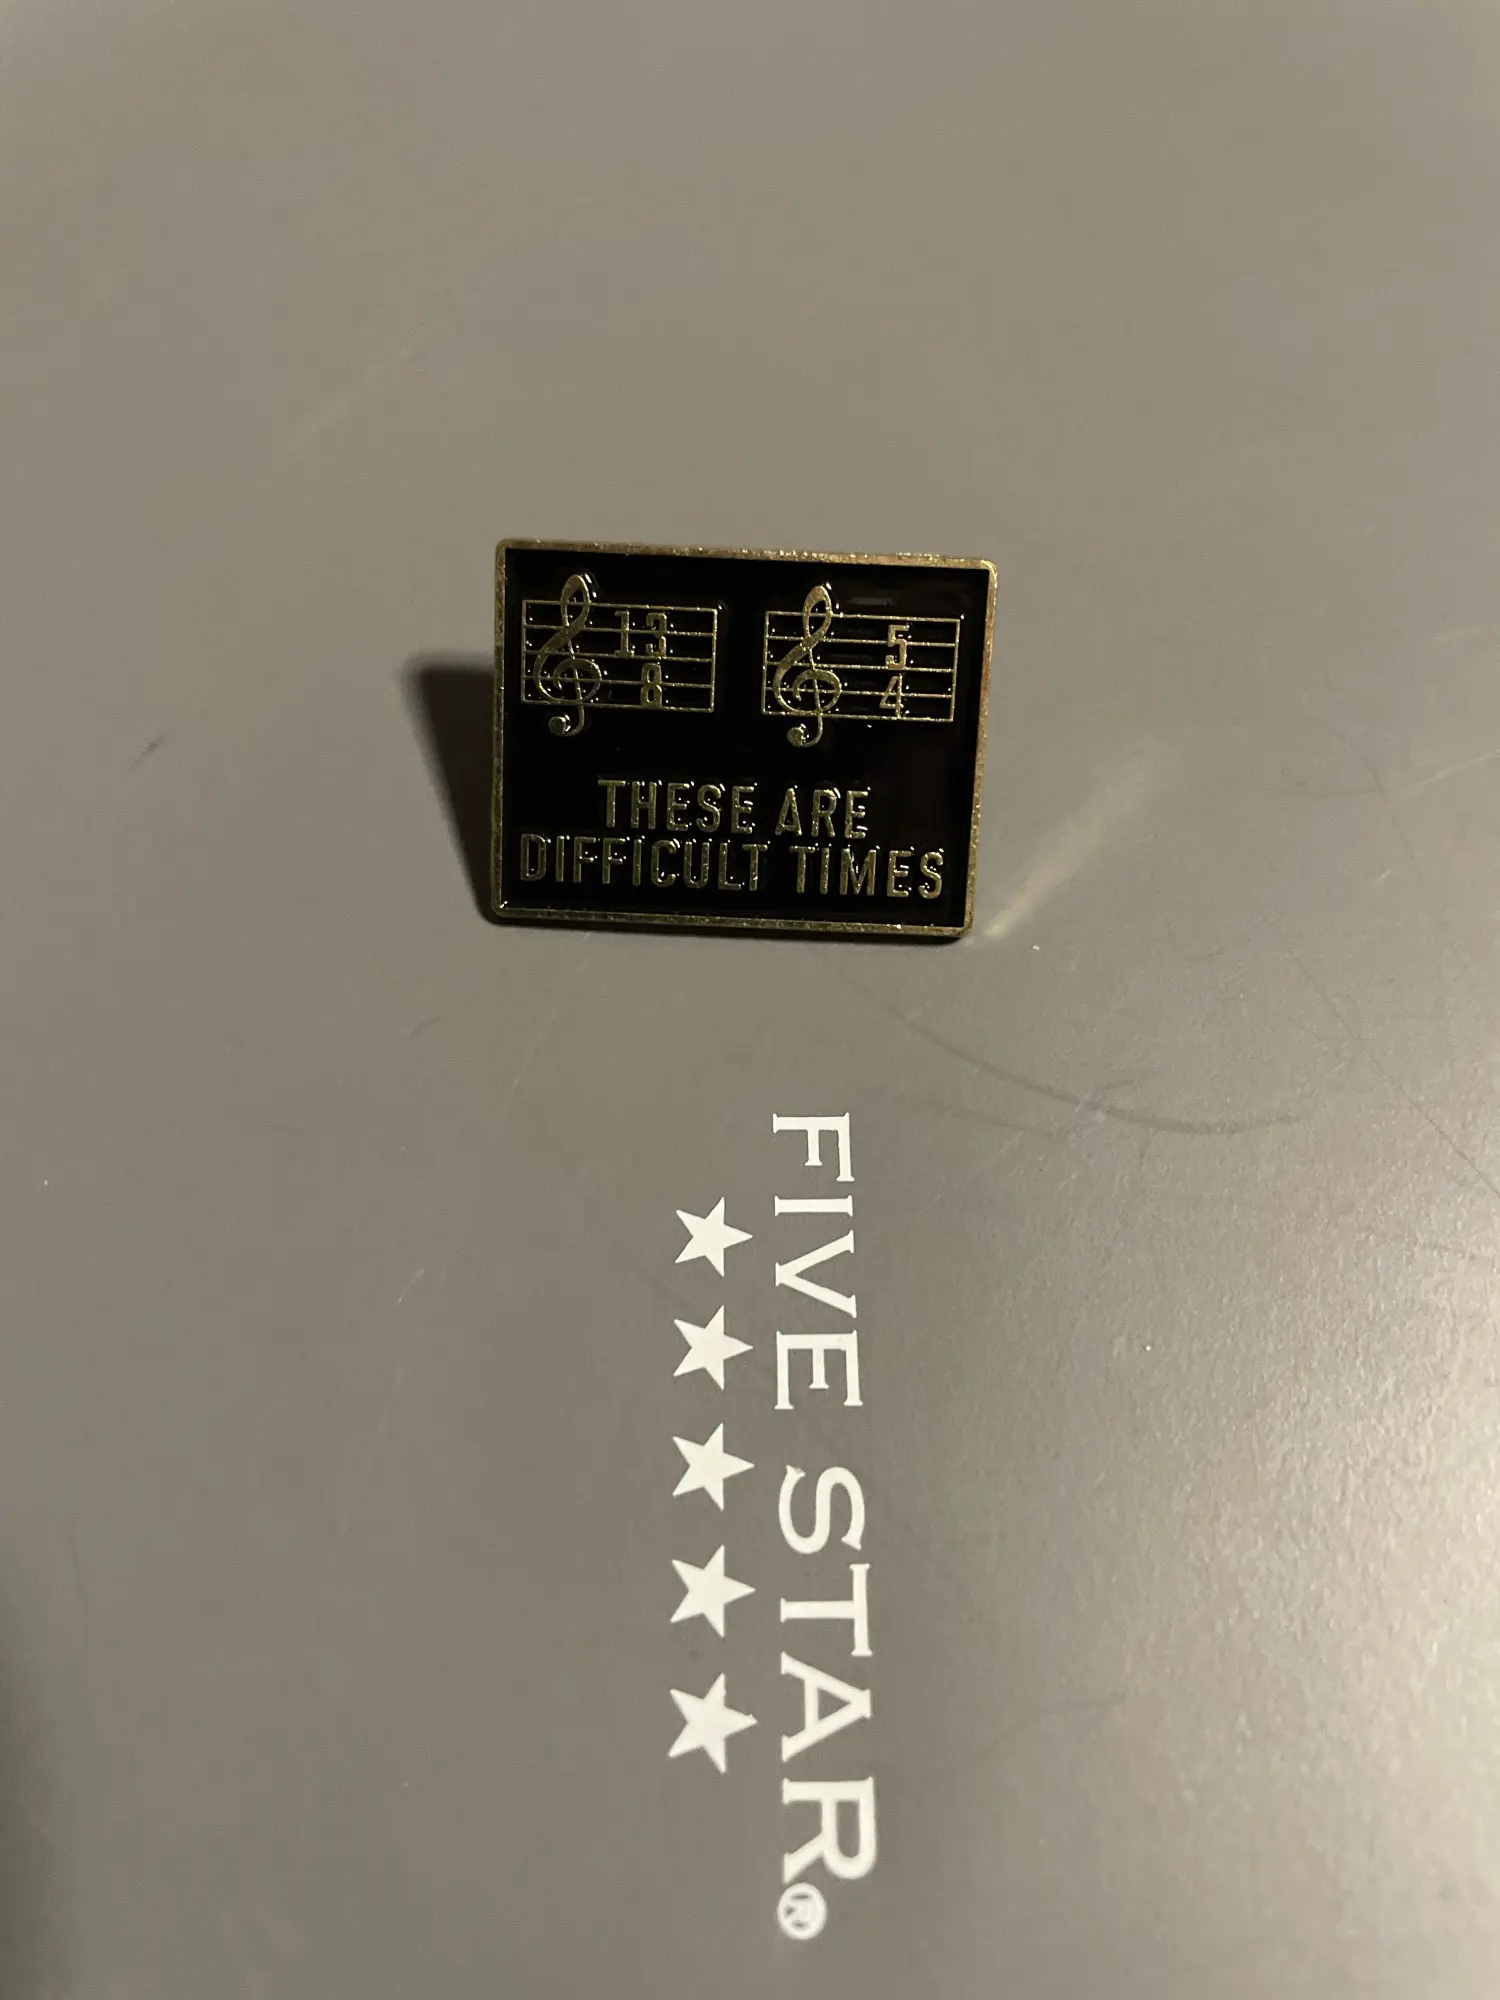 13
8
5
4
THESE ARE
DIFFICULT TIMES
FIVE STAR®